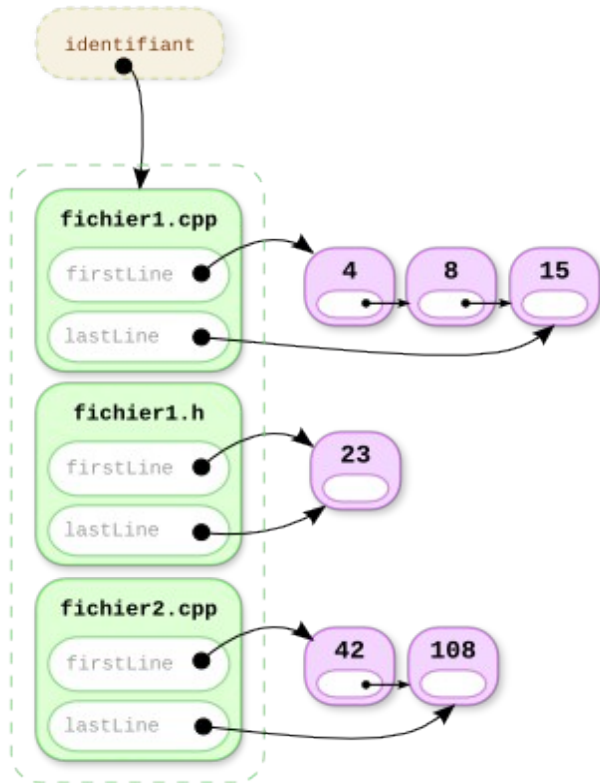 identifiant
fichier1.cpp
firstLine
lastLine
4 8 15
fichier1.h
firstLine
lastLine
23
fichier2.cpp
firstLine
lastLine
42 108